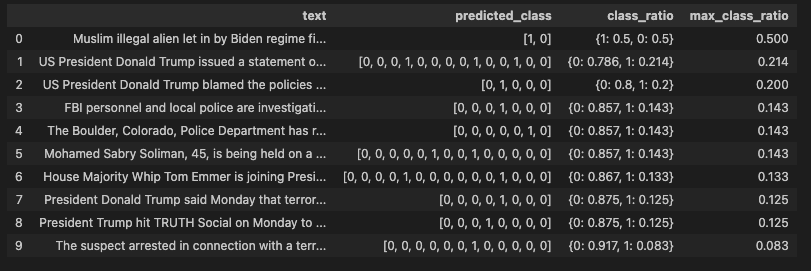 text predicted_class class_ratio max_class_ratio
0 Muslim illegal alien let in by Biden regime fi... [1, 0] {1: 0.5, 0: 0.5} 0.500
1 US President Donald Trump issued a statement o... [0, 0, 0, 1, 0, 0, 0, 0, 1, 0, 0, 1, 0, 0] {0: 0.786, 1: 0.214} 0.214
2 US President Donald Trump blamed the policies ... [0, 1, 0, 0, 0] {0: 0.8, 1: 0.2} 0.200
3 FBI personnel and local police are investigati... [0, 0, 0, 1, 0, 0, 0] {0: 0.857, 1: 0.143} 0.143
4 The Boulder, Colorado, Police Department has r... [0, 0, 0, 0, 0, 1, 0] {0: 0.857, 1: 0.143} 0.143
5 Mohamed Sabry Soliman, 45, is being held on a ... [0, 0, 0, 0, 0, 1, 0, 0, 1, 0, 0, 0, 0, 0] {0: 0.857, 1: 0.143} 0.143
6 House Majority Whip Tom Emmer is joining Presi... [0, 0, 0, 0, 1, 0, 0, 0, 0, 0, 0, 0, 1, 0, 0] {0: 0.867, 1: 0.133} 0.133
7 President Donald Trump said Monday that terror... [0, 0, 0, 0, 1, 0, 0, 0] {0: 0.875, 1: 0.125} 0.125
8 President Trump hit TRUTH Social on Monday to ... [0, 0, 0, 1, 0, 0, 0, 0] {0: 0.875, 1: 0.125} 0.125
9 The suspect arrested in connection with a terr... [0, 0, 0, 0, 0, 0, 1, 0, 0, 0, 0, 0] {0: 0.917, 1: 0.083} 0.083